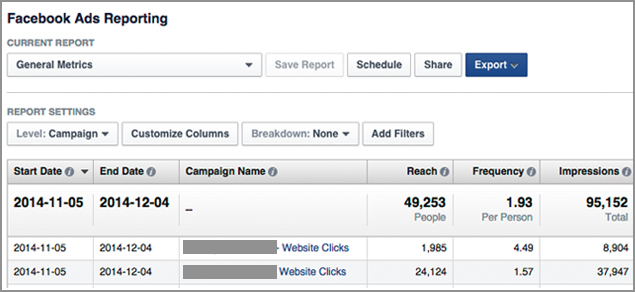 Facebook Ads Reporting
CURRENT REPORT
General Metrics Save Report Schedule Share Export
REPORT SETTINGS
Level: Campaign Customize Columns Breakdown: None Add Filters
Start Date End Date Campaign Name Reach Frequency Impressions
2014-11-05 2014-12-04 – 49,253 1.93 95,152
People Per Person Total
2014-11-05 2014-12-04 - Website Clicks 1,985 4.49 8,904
2014-11-05 2014-12-04 Website Clicks 24,124 1.57 37,947